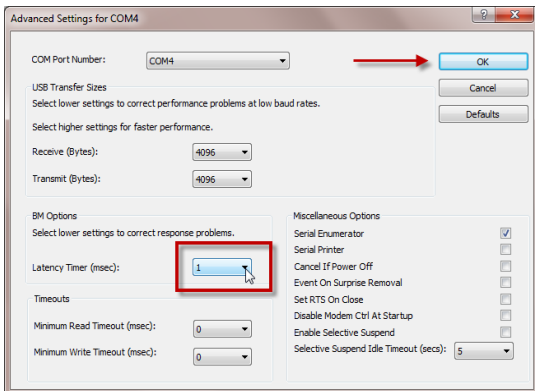 Advanced Settings for COM4
COM Port Number:
COM4
OK
Cancel
Defaults
USB Transfer Sizes
Select lower settings to correct performance problems at low baud rates.
Select higher settings for faster performance.
Receive (Bytes):
4096
Transmit (Bytes):
4096
BM Options
Select lower settings to correct response problems.
Latency Timer (msec):
1
Timeouts
Minimum Read Timeout (msec):
0
Minimum Write Timeout (msec):
0
Miscellaneous Options
Serial Enumerator
Serial Printer
Cancel If Power Off
Event On Surprise Removal
Set RTS On Close
Disable Modem Ctrl At Startup
Enable Selective Suspend
Selective Suspend Idle Timeout (secs):
5